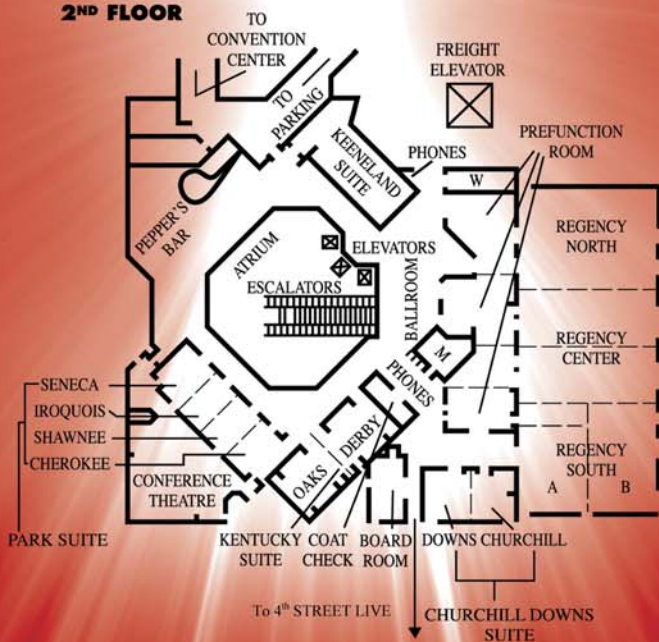 2ND FLOOR
TO
CONVENTION
CENTER
FREIGHT
ELEVATOR
TO
PARKING
KEENELAND
SUITE
PHONES
PREFUNCTION
ROOM
W
PEPPER'S
BAR
ATRIUM
ELEVATORS
ESCALATORS
BALLROOM
REGENCY
NORTH
REGENCY
CENTER
M
PHONES
SENECA
IROQUOIS
SHAWNEE
CHEROKEE
PARK SUITE
CONFERENCE
THEATRE
OAKS
DERBY
REGENCY
SOUTH
A
B
KENTUCKY
SUITE
COAT
CHECK
BOARD
ROOM
DOWNS
CHURCHILL
To 4th STREET LIVE
CHURCHILL DOWNS
SUITE